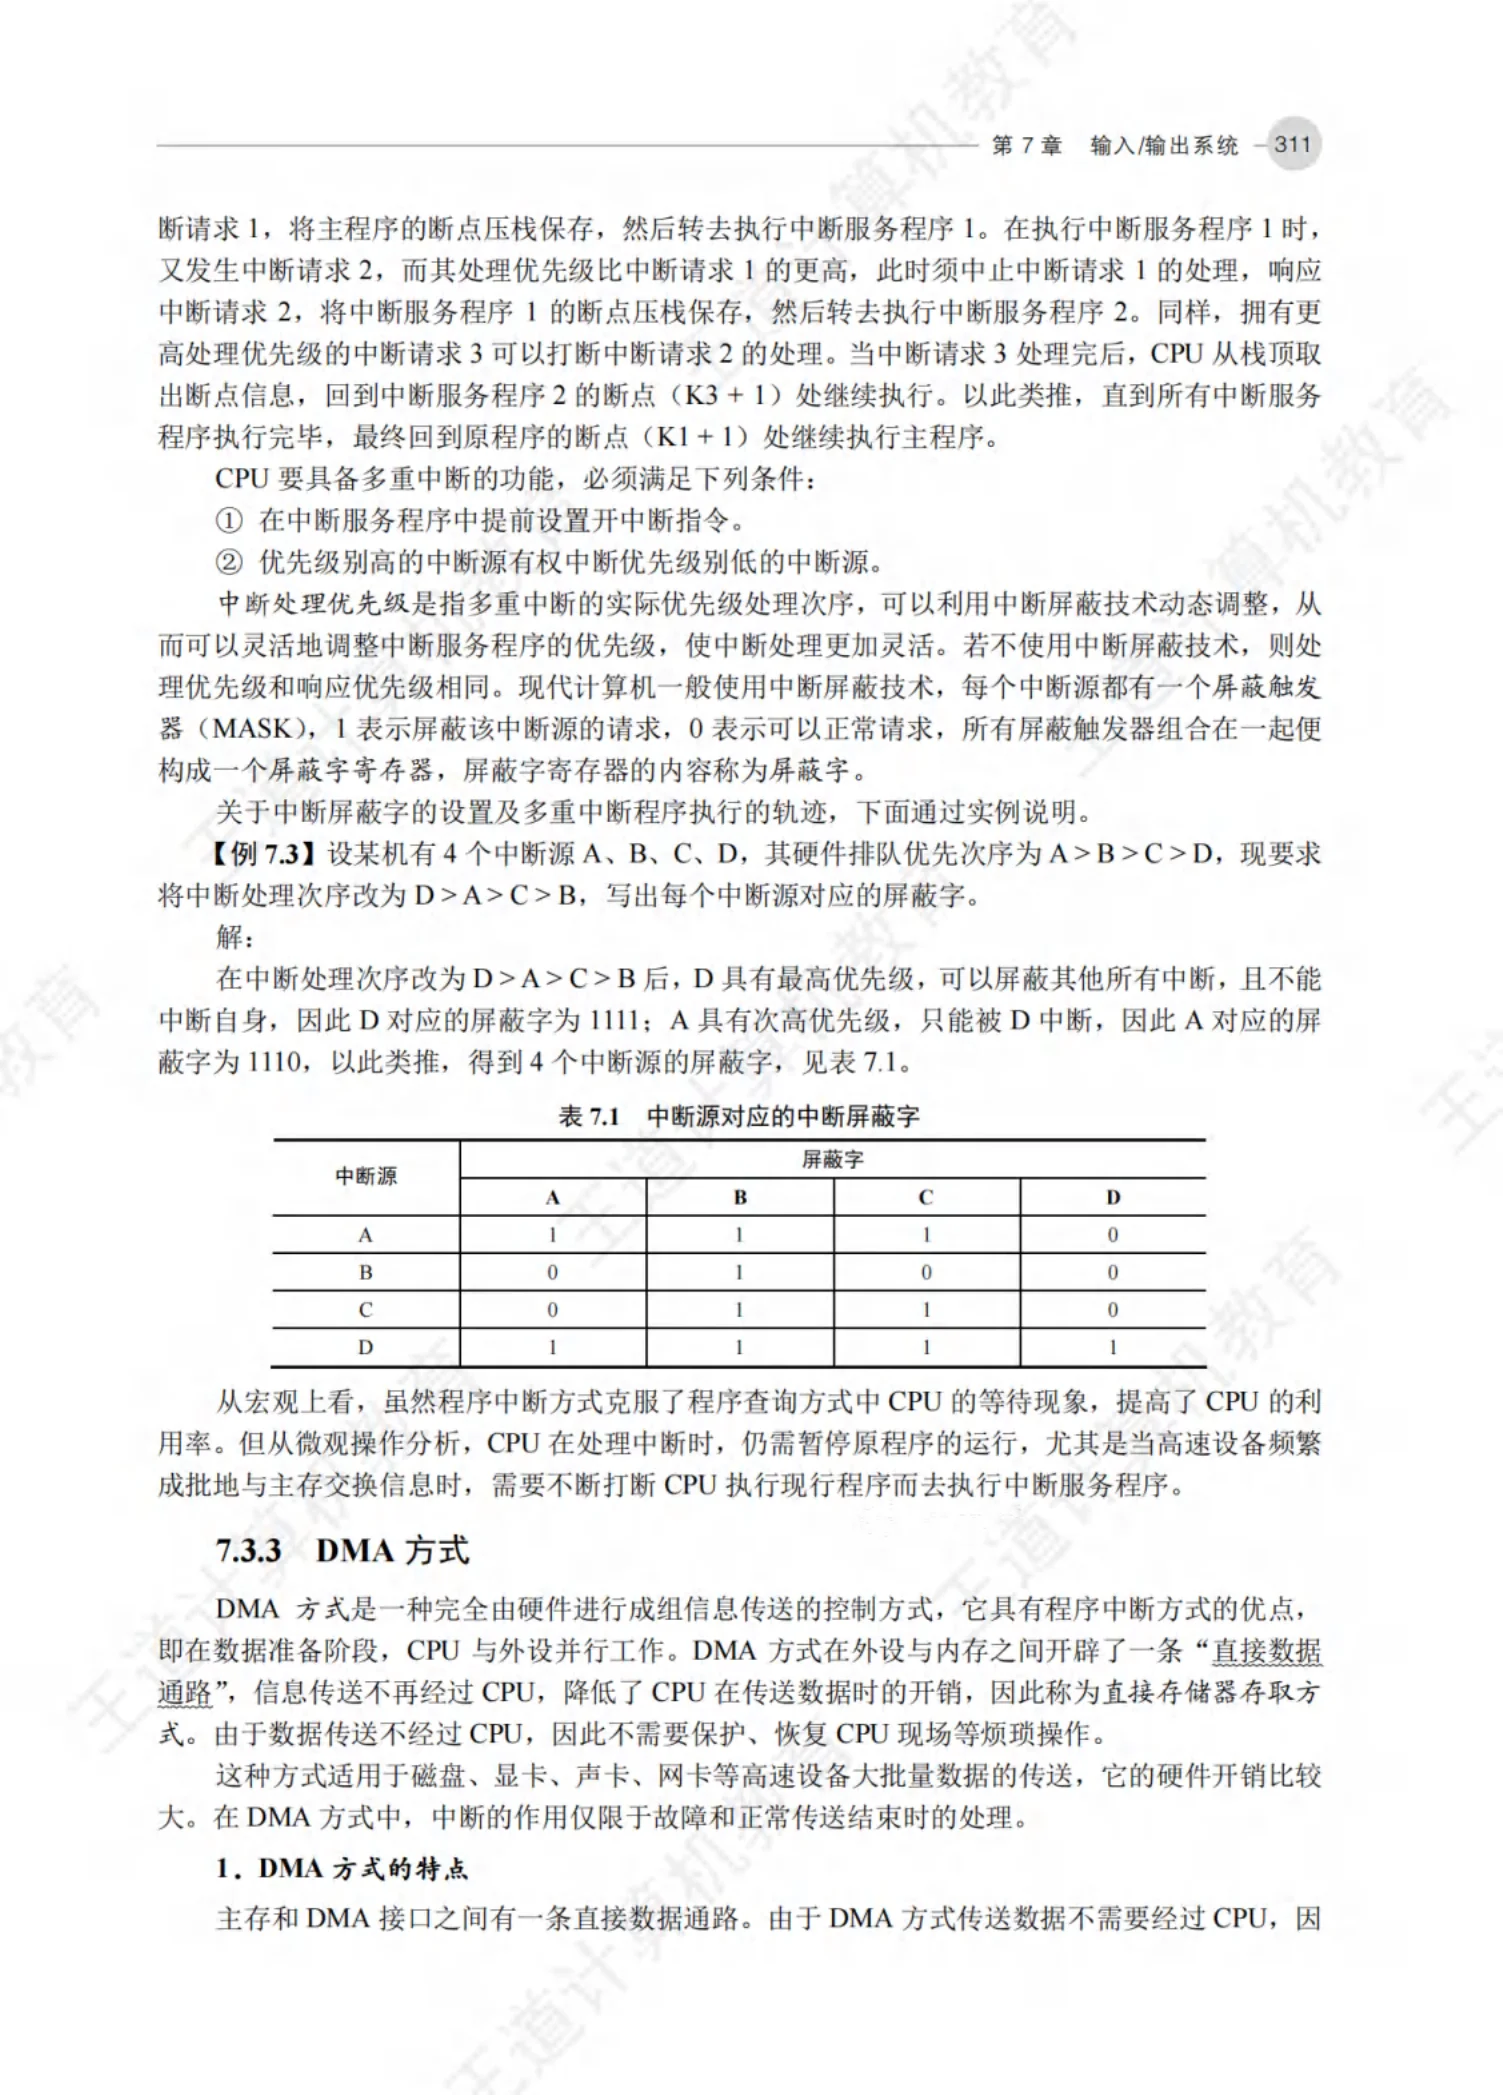 第 7 章　输入/输出系统　311
断请求 1，将主程序的断点压栈保存，然后转去执行中断服务程序 1。在执行中断服务程序 1 时，
又发生中断请求 2，而其处理优先级比中断请求 1 的更高，此时须中止中断请求 1 的处理，响应
中断请求 2，将中断服务程序 1 的断点压栈保存，然后转去执行中断服务程序 2。同样，拥有更
高处理优先级的中断请求 3 可以打断中断请求 2 的处理。当中断请求 3 处理完后，CPU 从栈顶取
出断点信息，回到中断服务程序 2 的断点（K3 + 1）处继续执行。以此类推，直到所有中断服务
程序执行完毕，最终回到原程序的断点（K1 + 1）处继续执行主程序。
CPU 要具备多重中断的功能，必须满足下列条件：
① 在中断服务程序中提前设置开中断指令。
② 优先级别高的中断源有权中断优先级别低的中断源。
中断处理优先级是指多重中断的实际优先级处理次序，可以利用中断屏蔽技术动态调整，从
而可以灵活地调整中断服务程序的优先级，使中断处理更加灵活。若不使用中断屏蔽技术，则处
理优先级和响应优先级相同。现代计算机一般使用中断屏蔽技术，每个中断源都有一个屏蔽触发
器（MASK），1 表示屏蔽该中断源的请求，0 表示可以正常请求，所有屏蔽触发器组合在一起便
构成一个屏蔽字寄存器，屏蔽字寄存器的内容称为屏蔽字。
关于中断屏蔽字的设置及多重中断程序执行的轨迹，下面通过实例说明。
【例 7.3】设某机有 4 个中断源 A、B、C、D，其硬件排队优先次序为 A > B > C > D，现要求
将中断处理次序改为 D > A > C > B，写出每个中断源对应的屏蔽字。
解：
在中断处理次序改为 D > A > C > B 后，D 具有最高优先级，可以屏蔽其他所有中断，且不能
中断自身，因此 D 对应的屏蔽字为 1111；A 具有次高优先级，只能被 D 中断，因此 A 对应的屏
蔽字为 1110，以此类推，得到 4 个中断源的屏蔽字，见表 7.1。
表 7.1　中断源对应的中断屏蔽字
中断源　屏蔽字
A　B　C　D
A　1　1　1　0
B　0　1　0　0
C　0　1　1　0
D　1　1　1　1
从宏观上看，虽然程序中断方式克服了程序查询方式中 CPU 的等待现象，提高了 CPU 的利
用率。但从微观操作分析，CPU 在处理中断时，仍需暂停原程序的运行，尤其是当高速设备频繁
成批地与主存交换信息时，需要不断打断 CPU 执行现行程序而去执行中断服务程序。
7.3.3　DMA 方式
DMA 方式是一种完全由硬件进行成组信息传送的控制方式，它具有程序中断方式的优点，
即在数据准备阶段，CPU 与外设并行工作。DMA 方式在外设与内存之间开辟了一条“直接数据
通路”，信息传送不再经过 CPU，降低了 CPU 在传送数据时的开销，因此称为直接存储器存取方
式。由于数据传送不经过 CPU，因此不需要保护、恢复 CPU 现场等烦琐操作。
这种方式适用于磁盘、显卡、声卡、网卡等高速设备大批量数据的传送，它的硬件开销比较
大。在 DMA 方式中，中断的作用仅限于故障和正常传送结束时的处理。
1．DMA 方式的特点
主存和 DMA 接口之间有一条直接数据通路。由于 DMA 方式传送数据不需要经过 CPU，因
王道计算机教育